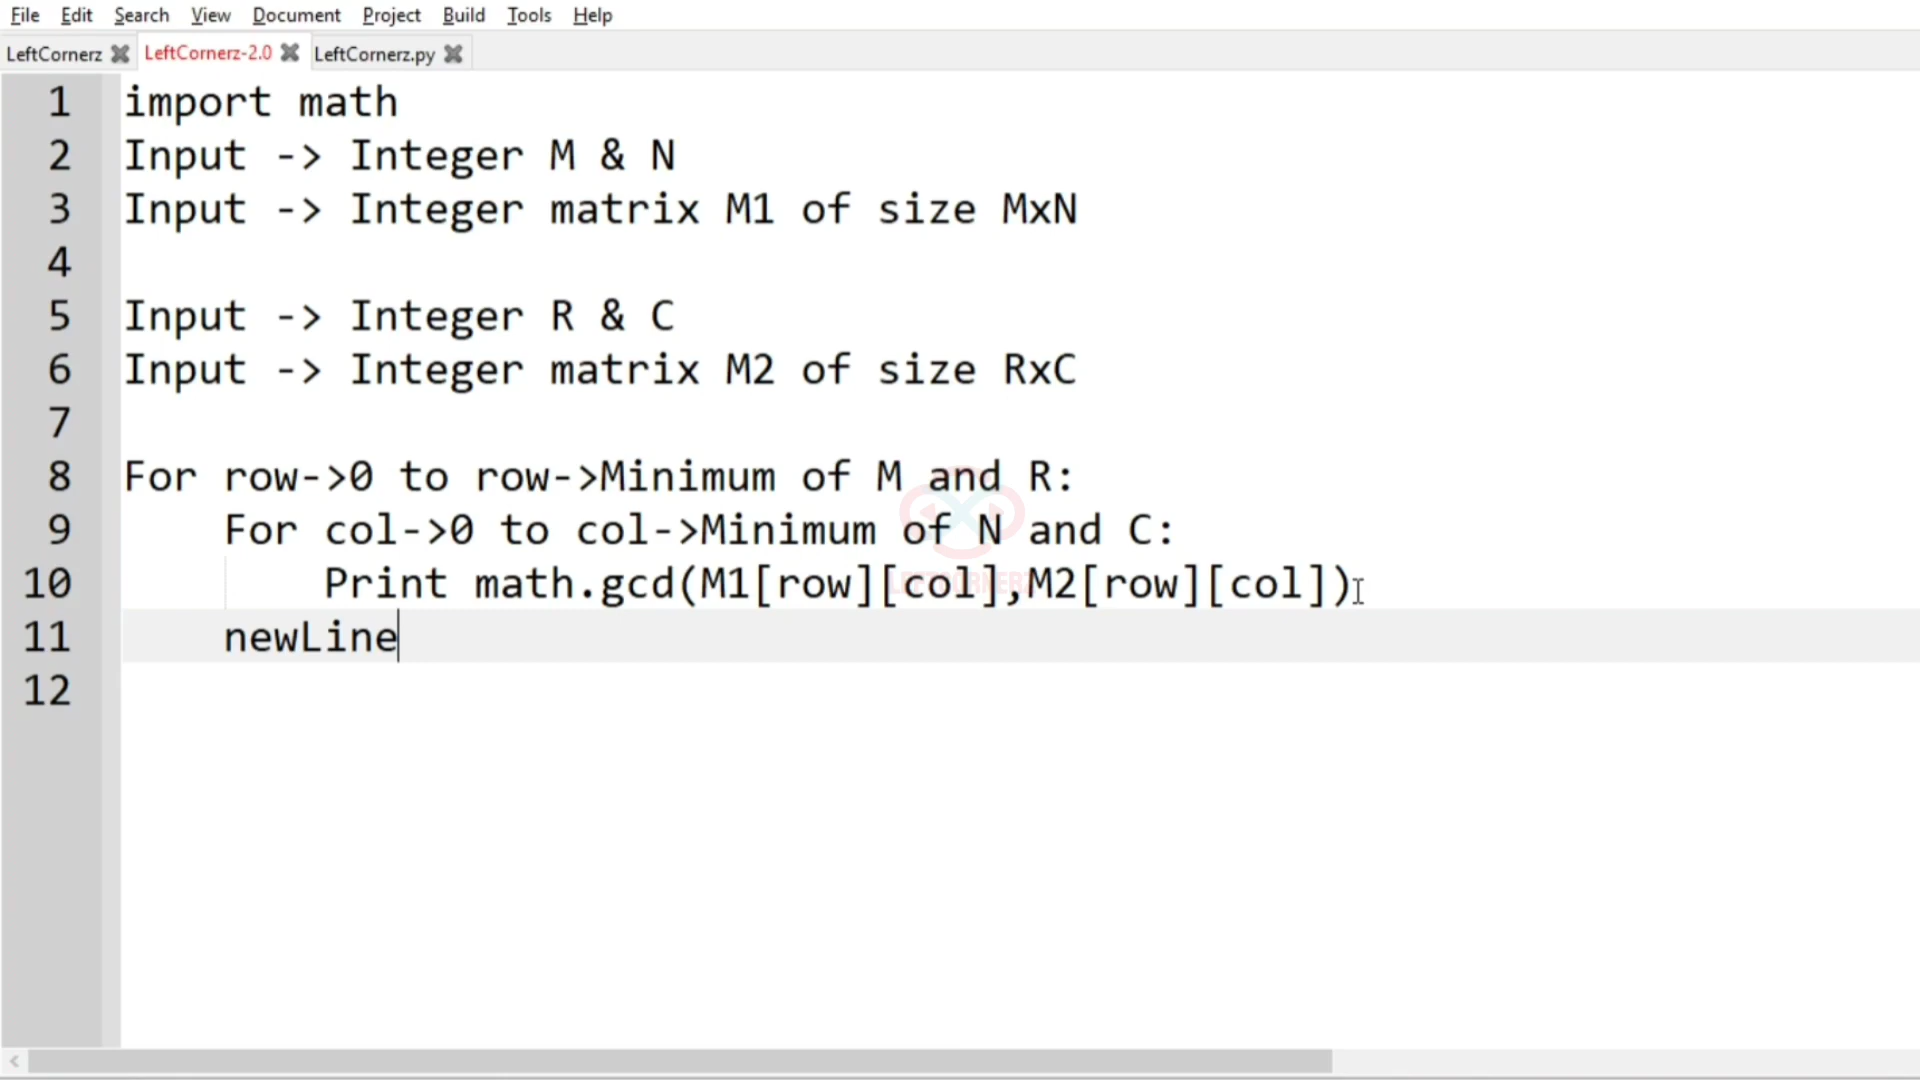 File Edit Search View Document Project Build Tools Help
LeftCornerz LeftCornerz-2.0 LeftCornerz.py
1 import math
2 Input -> Integer M & N
3 Input -> Integer matrix M1 of size MxN
4
5 Input -> Integer R & C
6 Input -> Integer matrix M2 of size RxC
7
8 For row->0 to row->Minimum of M and R:
9 For col->0 to col->Minimum of N and C:
10 Print math.gcd(M1[row][col],M2[row][col])
11 newLine
12
LEFTCORNERZ